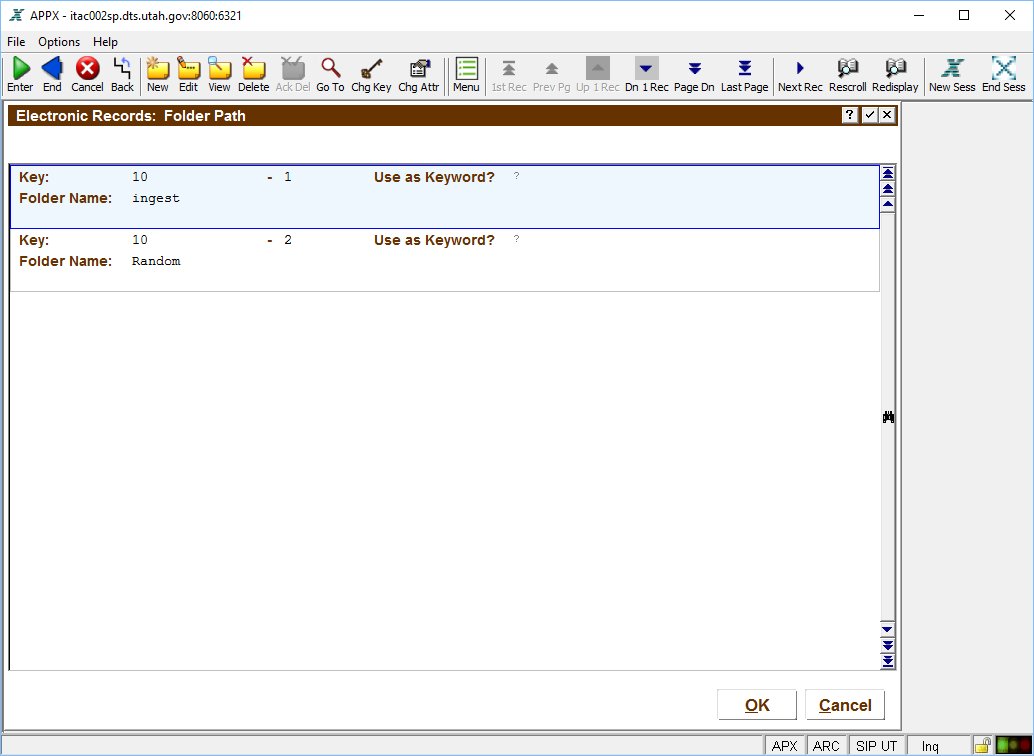 APPX - itac002sp.dts.utah.gov:8060:6321
File Options Help
Enter End Cancel Back New Edit View Delete Ack Del Go To Chg Key Chg Attr Menu 1st Rec Prev Pg Up 1 Rec Dn 1 Rec Page Dn Last Page Next Rec Rescroll Redisplay New Sess End Sess
Electronic Records: Folder Path ?
Key: 10 - 1 Use as Keyword? ?
Folder Name: ingest
Key: 10 - 2 Use as Keyword? ?
Folder Name: Random
OK Cancel
APX ARC SIP UT Inq